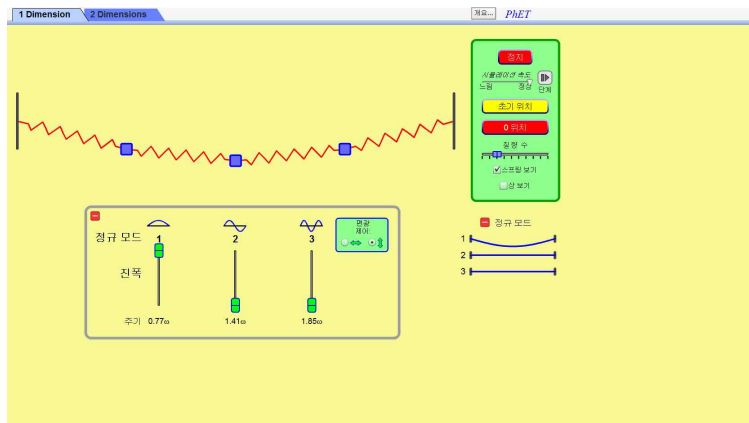 1 Dimension
2 Dimensions
개요...
PhET
정지
시뮬레이션 속도
느림
정상
단계
초기 위치
0 위치
질량 수
스프링 보기
상 보기
정규 모드
1
2
3
편광
제어:
진폭
주기
0.77ω
1.41ω
1.85ω
정규 모드
1
2
3